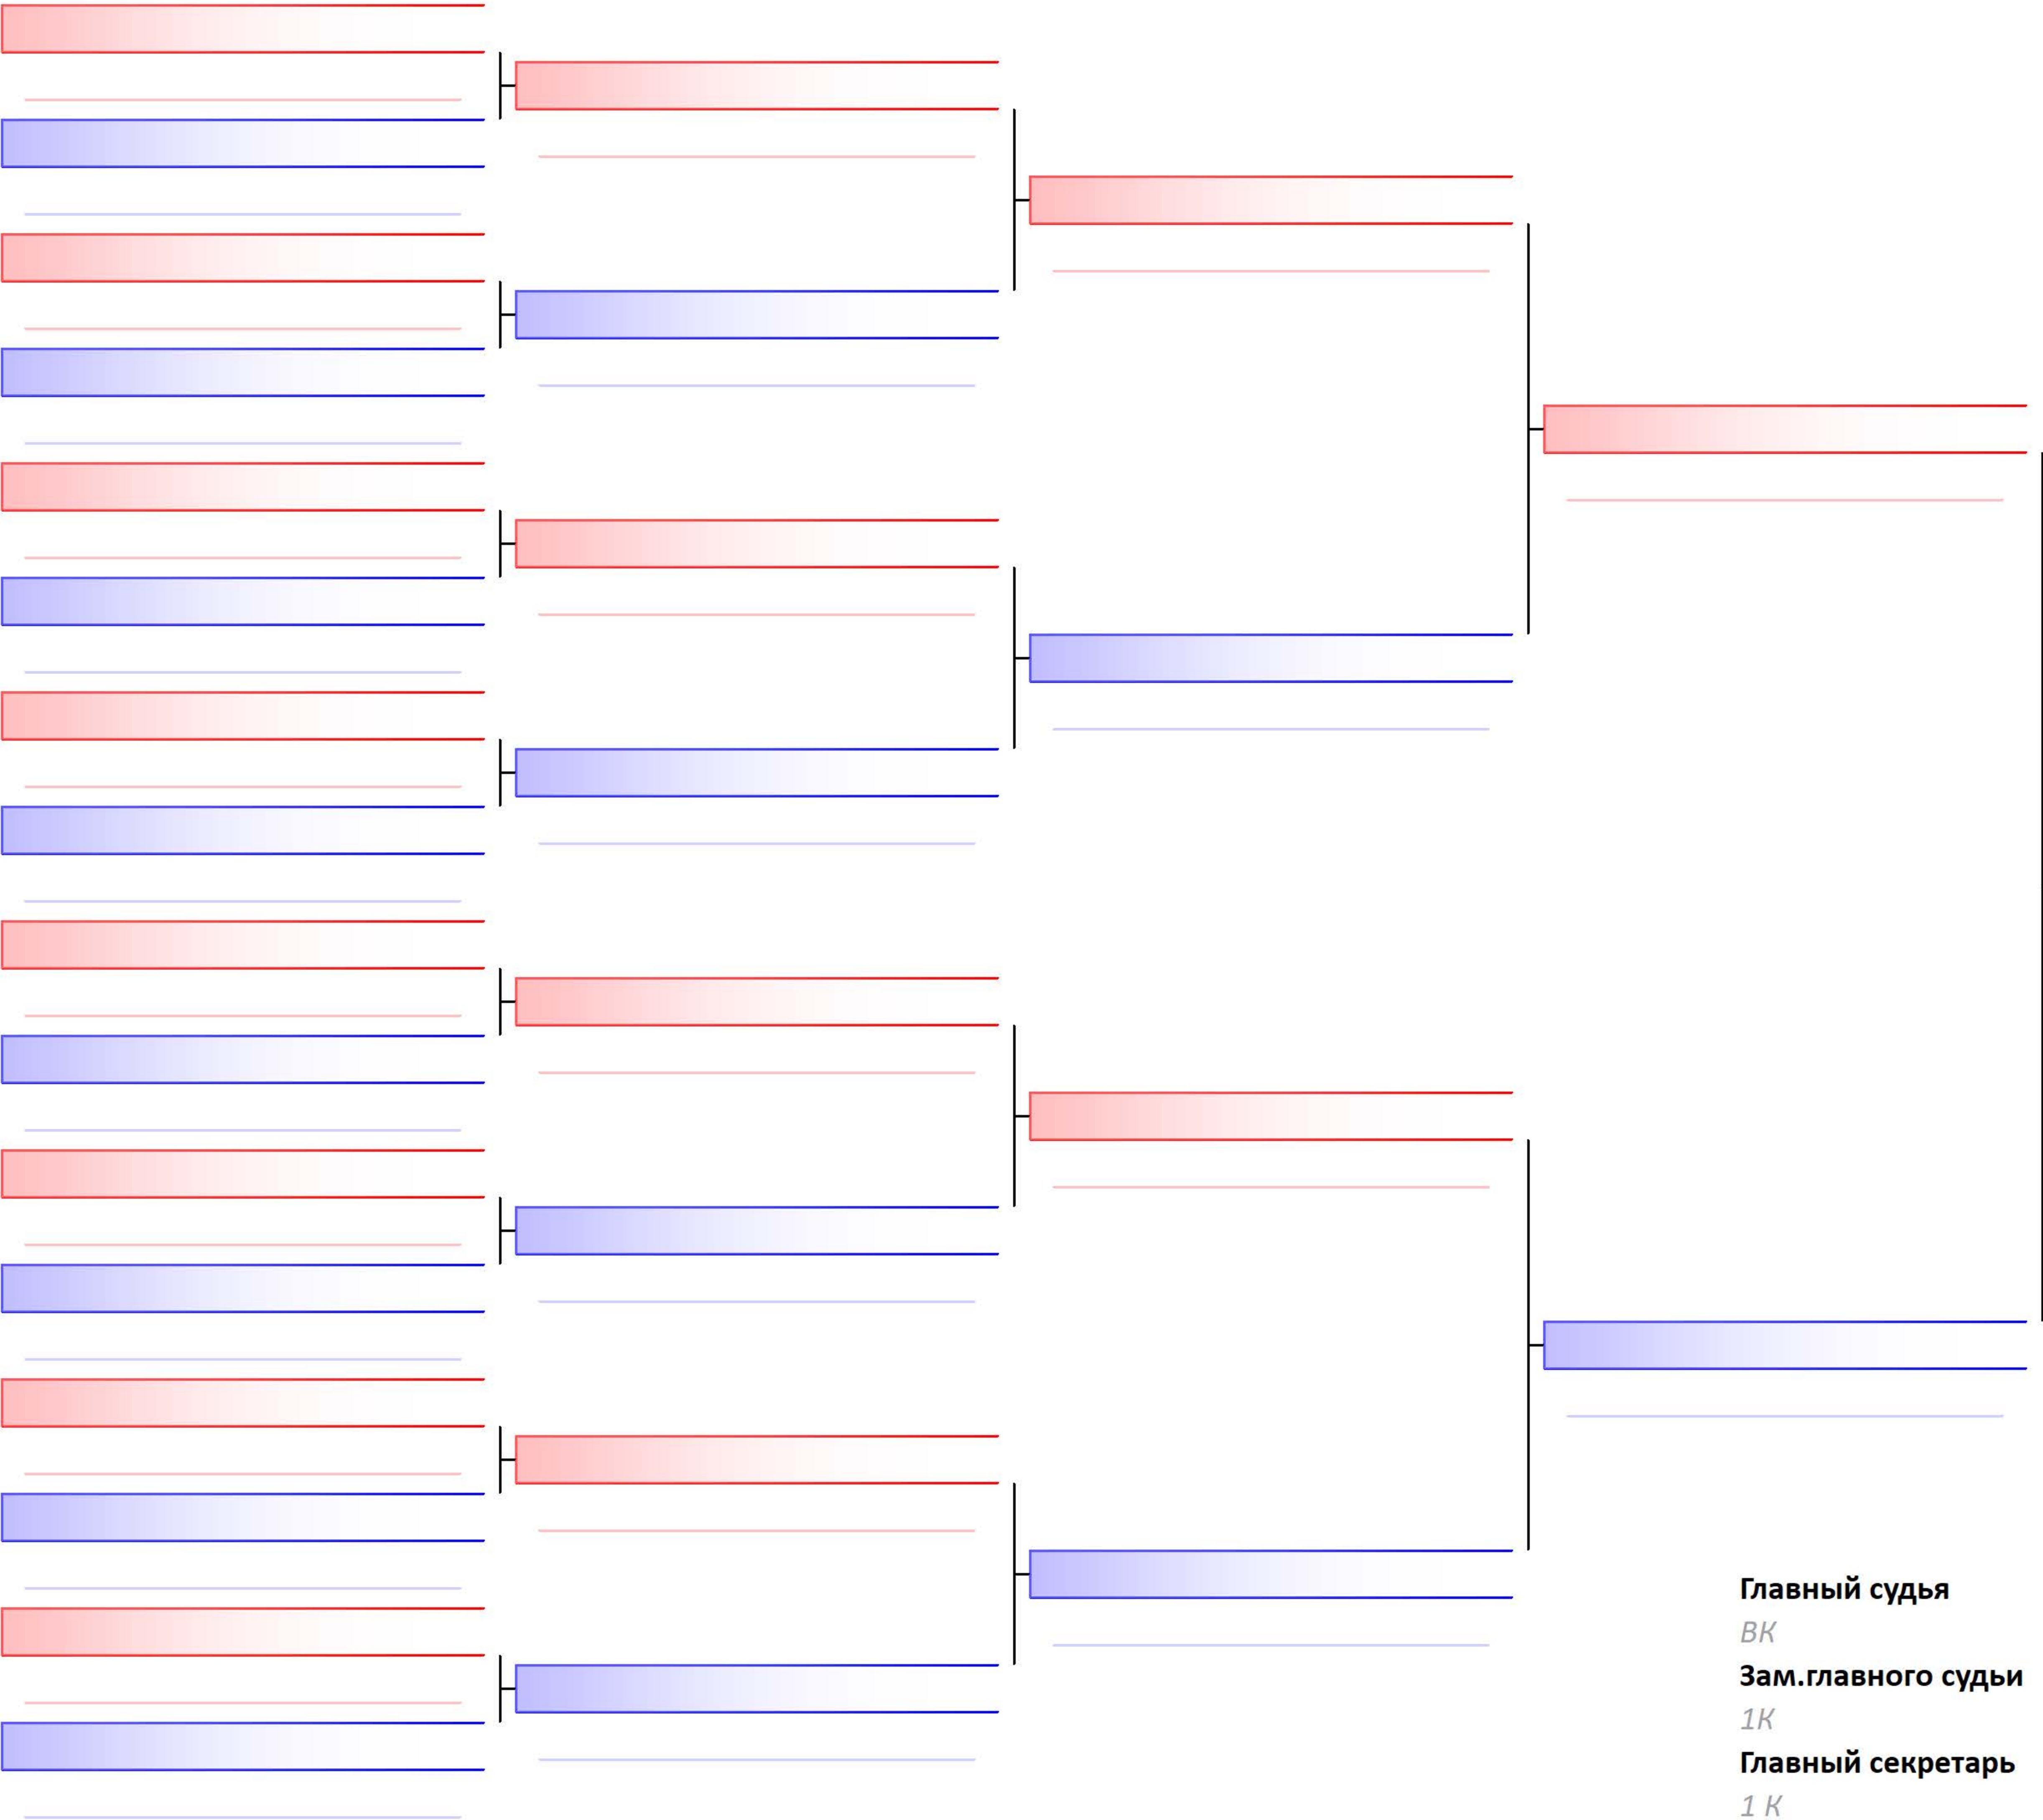 Главный судья
ВК
Зам.главного судьи
1К
Главный секретарь
1 К